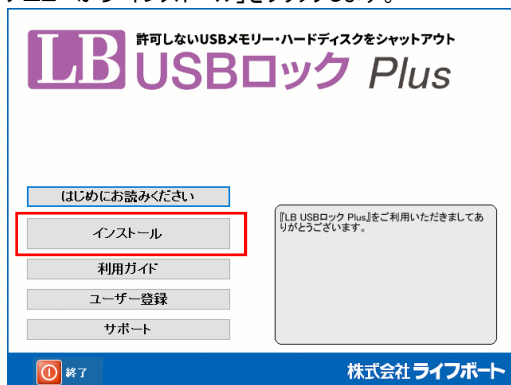 許可しないUSBメモリー・ハードディスクをシャットアウト
LB USBロック Plus
はじめにお読みください
インストール
利用ガイド
ユーザー登録
サポート
『LB USBロック Plus』をご利用いただきましてあ
りがとうございます。
終了
株式会社ライフボート